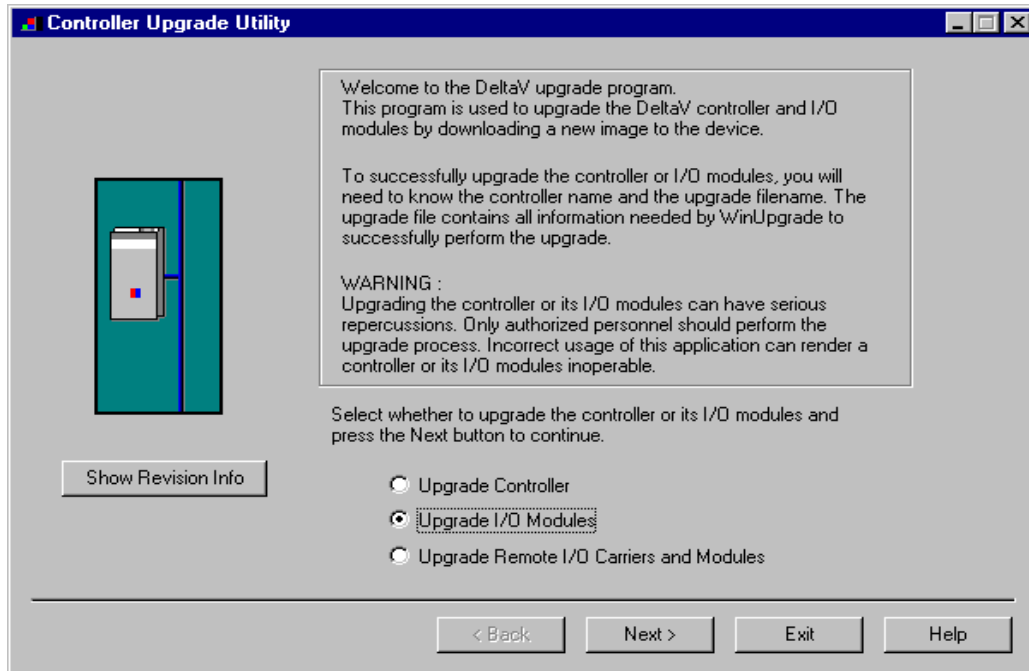 Controller Upgrade Utility
Welcome to the DeltaV upgrade program.
This program is used to upgrade the DeltaV controller and I/O
modules by downloading a new image to the device.
To successfully upgrade the controller or I/O modules, you will
need to know the controller name and the upgrade filename. The
upgrade file contains all information needed by WinUpgrade to
successfully perform the upgrade.
WARNING :
Upgrading the controller or its I/O modules can have serious
repercussions. Only authorized personnel should perform the
upgrade process. Incorrect usage of this application can render a
controller or its I/O modules inoperable.
Select whether to upgrade the controller or its I/O modules and
press the Next button to continue.
Show Revision Info
Upgrade Controller
Upgrade I/O Modules
Upgrade Remote I/O Carriers and Modules
< Back
Next >
Exit
Help